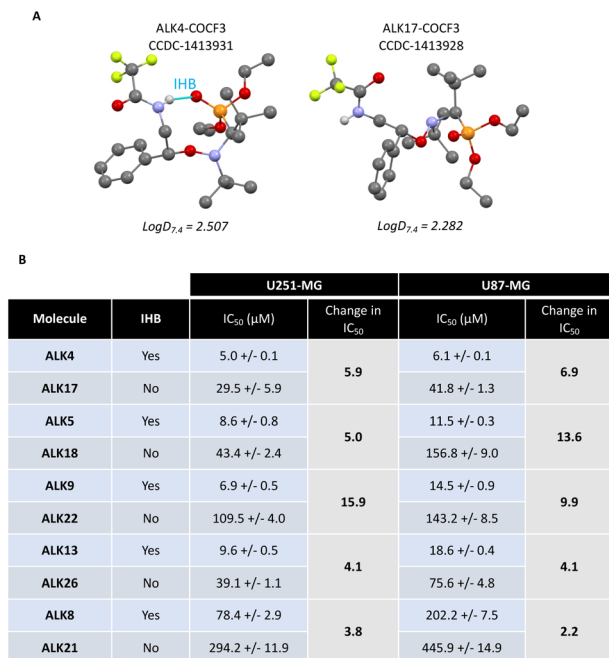 A
ALK4-COCF3
CCDC-1413931
ALK17-COCF3
CCDC-1413928
IHB
LogD7.4 = 2.507
LogD7.4 = 2.282
B
U251-MG U87-MG
Molecule IHB IC50 (μM) Change in IC50 IC50 (μM) Change in IC50
ALK4 Yes 5.0 +/- 0.1 5.9 6.1 +/- 0.1 6.9
ALK17 No 29.5 +/- 5.9 41.8 +/- 1.3
ALK5 Yes 8.6 +/- 0.8 5.0 11.5 +/- 0.3 13.6
ALK18 No 43.4 +/- 2.4 156.8 +/- 9.0
ALK9 Yes 6.9 +/- 0.5 15.9 14.5 +/- 0.9 9.9
ALK22 No 109.5 +/- 4.0 143.2 +/- 8.5
ALK13 Yes 9.6 +/- 0.5 4.1 18.6 +/- 0.4 4.1
ALK26 No 39.1 +/- 1.1 75.6 +/- 4.8
ALK8 Yes 78.4 +/- 2.9 3.8 202.2 +/- 7.5 2.2
ALK21 No 294.2 +/- 11.9 445.9 +/- 14.9